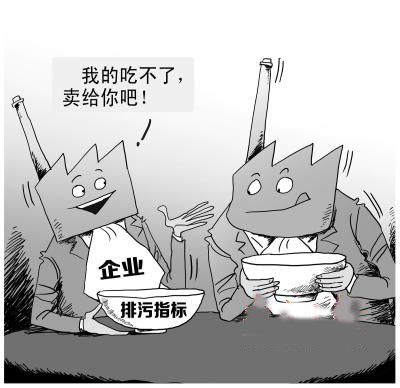 我的吃不了，
卖给你吧！
企业
排污指标